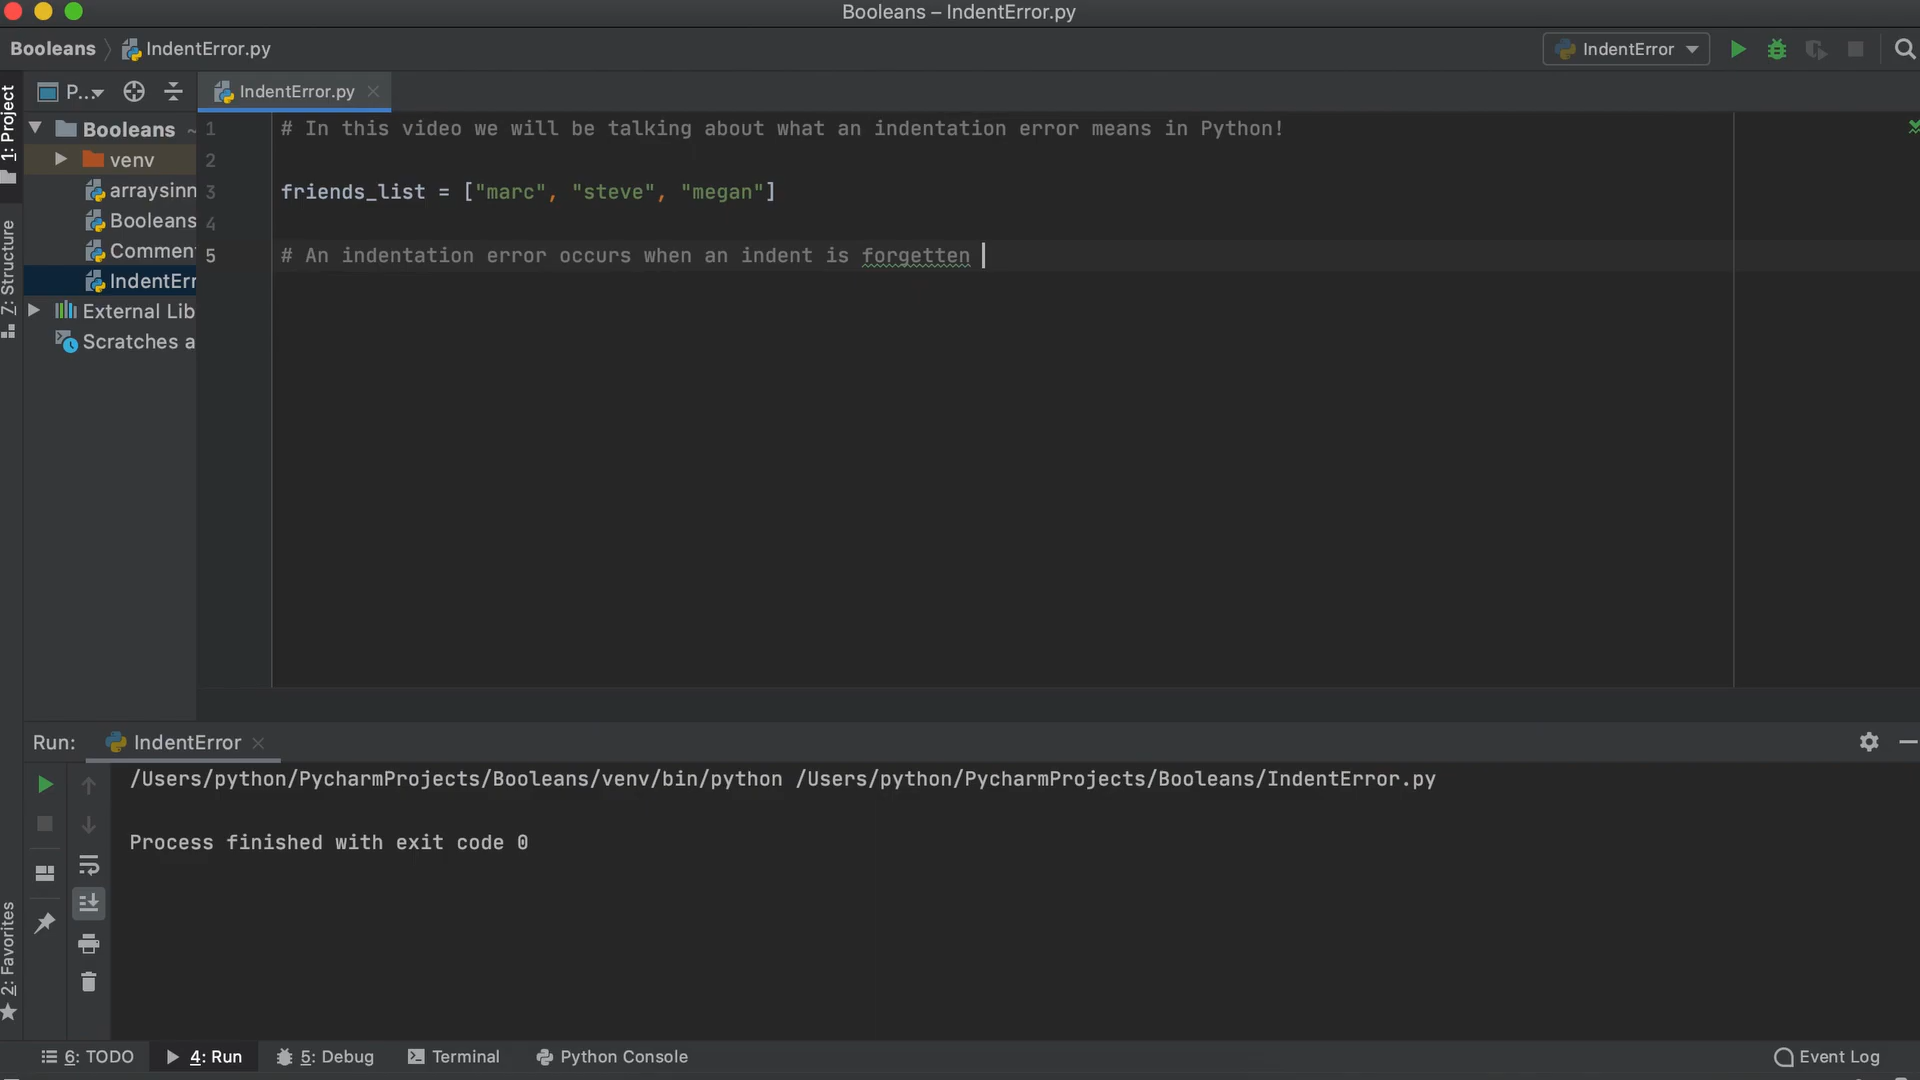 Booleans – IndentError.py
Booleans IndentError.py IndentError
P... IndentError.py
1: Project
Z: Structure
2: Favorites
Booleans ~
venv
arraysinn
Booleans
Commen
IndentErr
External Lib
Scratches a
1 # In this video we will be talking about what an indentation error means in Python!
2
3 friends_list = ["marc", "steve", "megan"]
4
5 # An indentation error occurs when an indent is forgetten
Run: IndentError
/Users/python/PycharmProjects/Booleans/venv/bin/python /Users/python/PycharmProjects/Booleans/IndentError.py
Process finished with exit code 0
6: TODO 4: Run 5: Debug Terminal Python Console Event Log